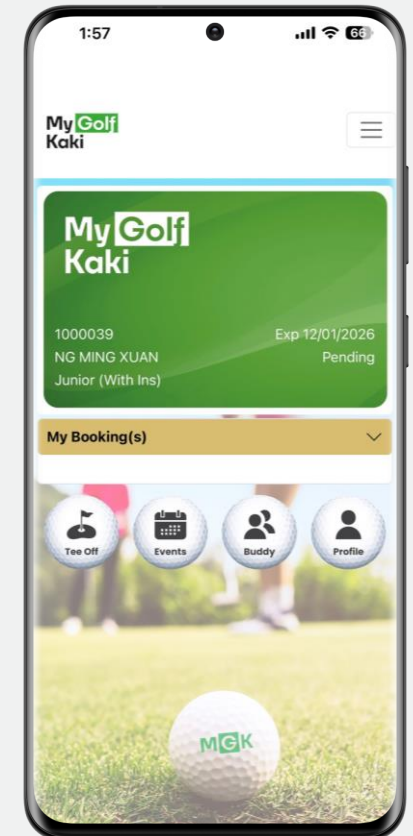 1:57
66
My Golf
Kaki
My Golf
Kaki
1000039
Exp 12/01/2026
NG MING XUAN
Pending
Junior (With Ins)
My Booking(s)
Tee Off
Events
Buddy
Profile
MGK